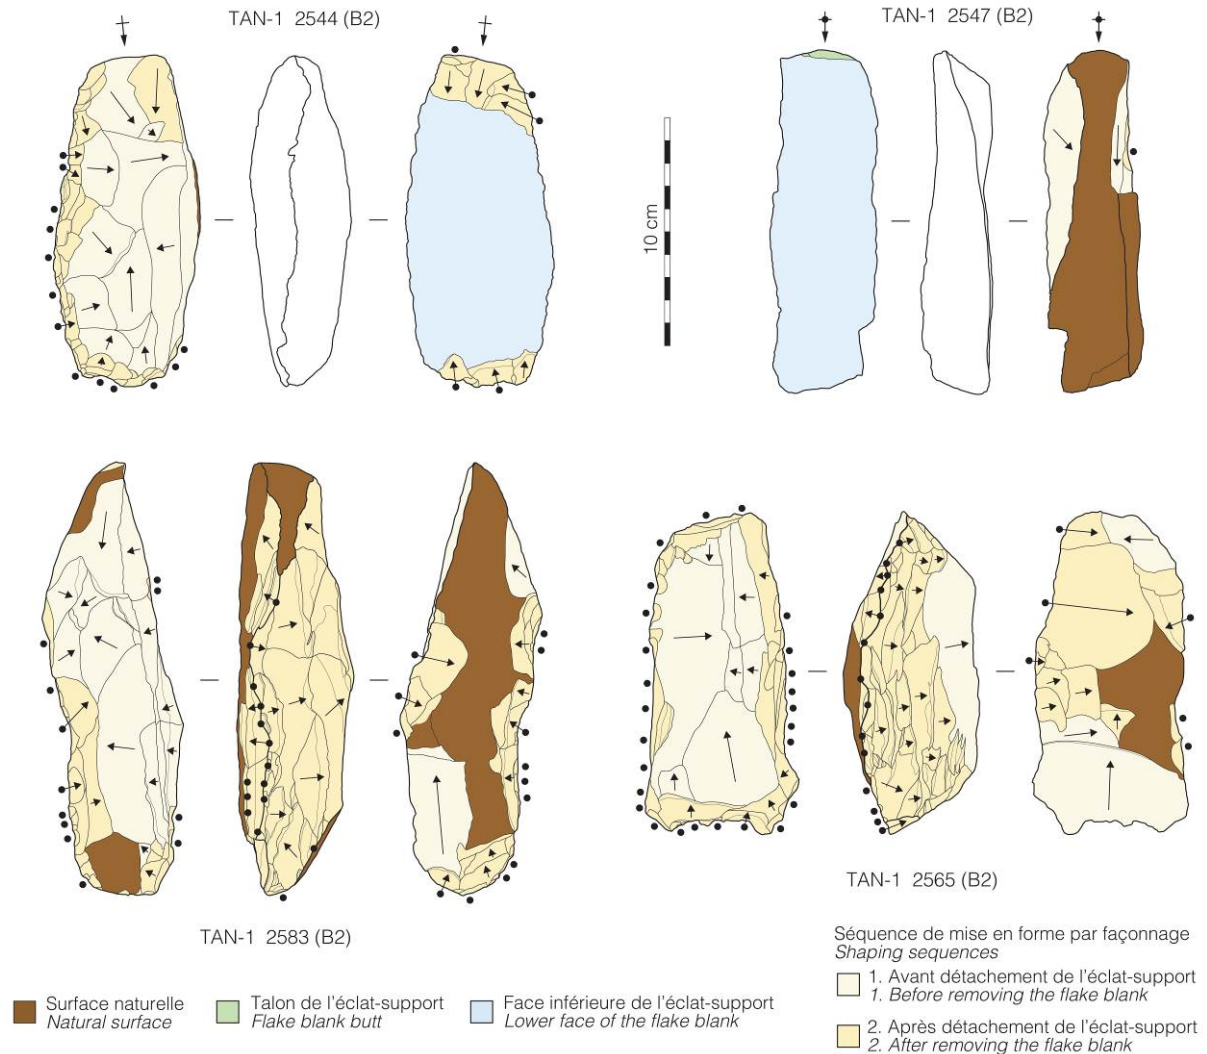 TAN-1 2544 (B2)
TAN-1 2547 (B2)
10 cm
TAN-1 2583 (B2)
TAN-1 2565 (B2)
Séquence de mise en forme par façonnage
Shaping sequences
1. Avant détachement de l'éclat-support
1. Before removing the flake blank
2. Après détachement de l'éclat-support
2. After removing the flake blank
Surface naturelle
Natural surface
Talon de l'éclat-support
Flake blank butt
Face inférieure de l'éclat-support
Lower face of the flake blank